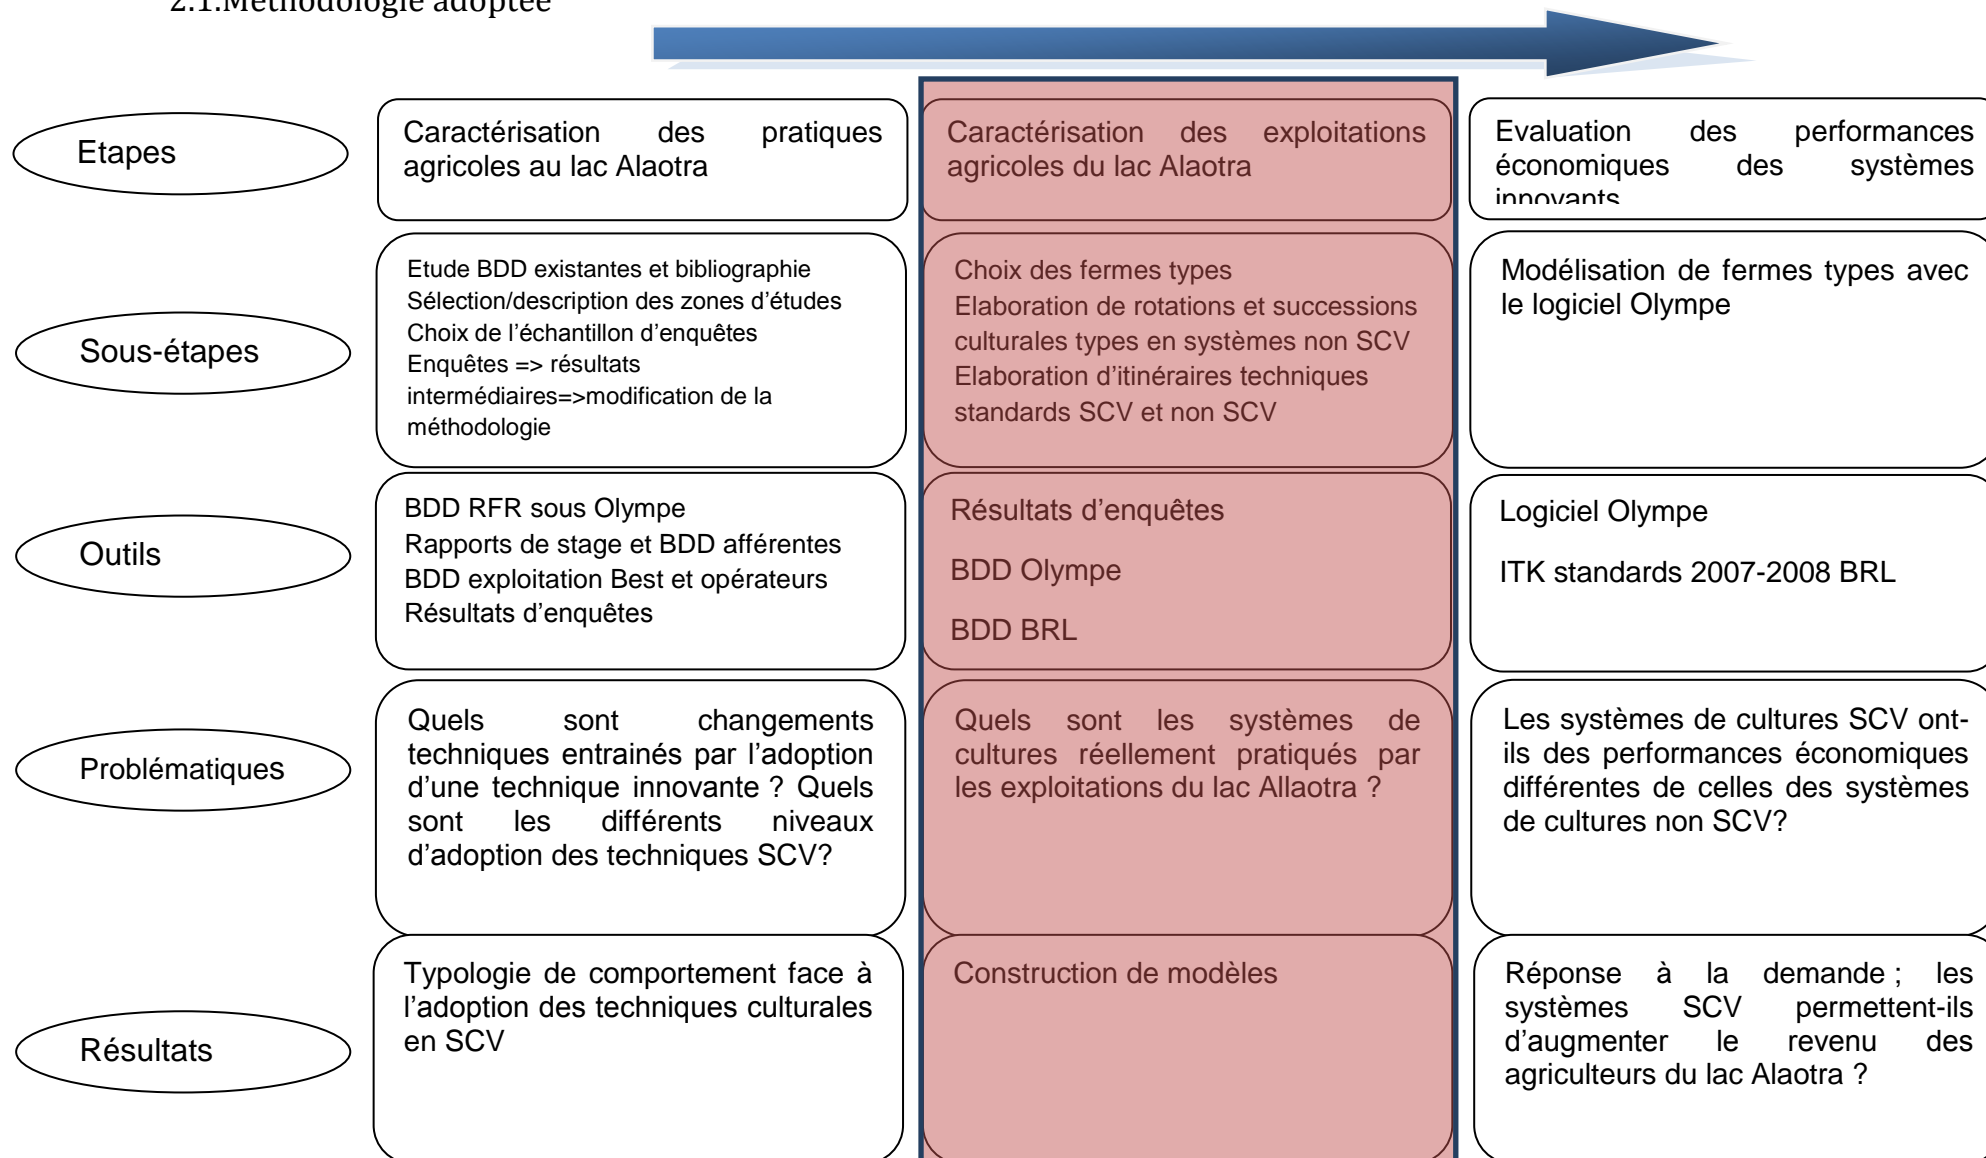 2.1.Méthodologie adoptée
Etapes
Caractérisation des pratiques
agricoles au lac Alaotra
Caractérisation des exploitations
agricoles du lac Alaotra
Evaluation des performances
économiques des systèmes
innovants
Sous-étapes
Etude BDD existantes et bibliographie
Sélection/description des zones d’études
Choix de l’échantillon d’enquêtes
Enquêtes => résultats
intermédiaires=>modification de la
méthodologie
Choix des fermes types
Elaboration de rotations et successions
culturales types en systèmes non SCV
Elaboration d’itinéraires techniques
standards SCV et non SCV
Modélisation de fermes types avec
le logiciel Olympe
Outils
BDD RFR sous Olympe
Rapports de stage et BDD afférentes
BDD exploitation Best et opérateurs
Résultats d’enquêtes
Résultats d’enquêtes
BDD Olympe
BDD BRL
Logiciel Olympe
ITK standards 2007-2008 BRL
Problématiques
Quels sont changements
techniques entrainés par l’adoption
d’une technique innovante ? Quels
sont les différents niveaux
d’adoption des techniques SCV?
Quels sont les systèmes de
cultures réellement pratiqués par
les exploitations du lac Allaotra ?
Les systèmes de cultures SCV ont-
ils des performances économiques
différentes de celles des systèmes
de cultures non SCV?
Résultats
Typologie de comportement face à
l’adoption des techniques culturales
en SCV
Construction de modèles
Réponse à la demande ; les
systèmes SCV permettent-ils
d’augmenter le revenu des
agriculteurs du lac Alaotra ?